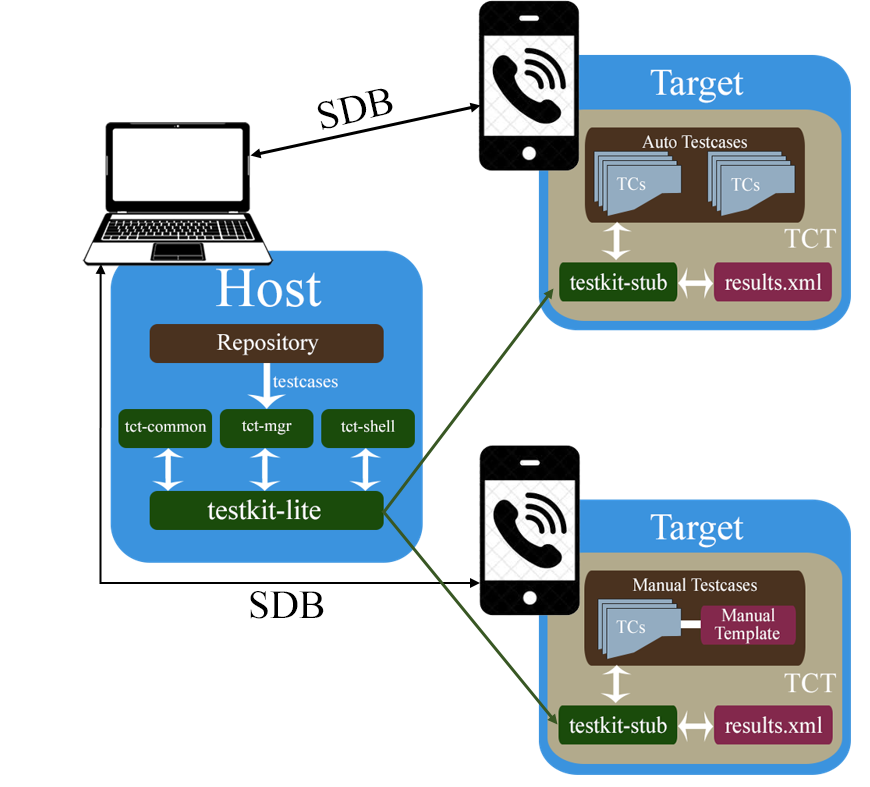 SDB
Host
Repository
testcases
tct-common
tct-mgr
tct-shell
testkit-lite
SDB
Target
Auto Testcases
TCs
TCs
TCT
testkit-stub
results.xml
Target
Manual Testcases
TCs
Manual
Template
TCT
testkit-stub
results.xml